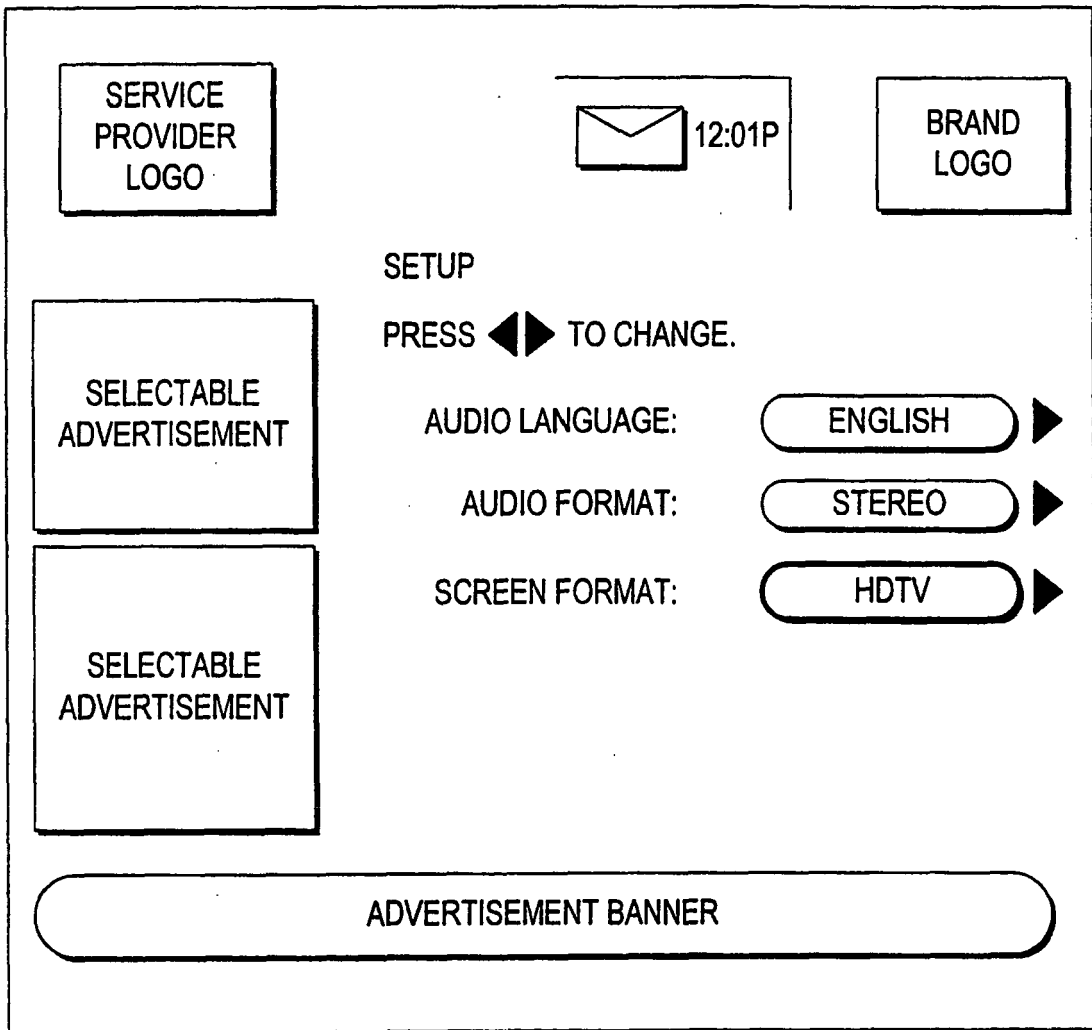 SERVICE
PROVIDER
LOGO
12:01P
BRAND
LOGO
SETUP
PRESS ◀▶ TO CHANGE.
SELECTABLE
ADVERTISEMENT
AUDIO LANGUAGE: ENGLISH ▶
AUDIO FORMAT: STEREO ▶
SCREEN FORMAT: HDTV ▶
SELECTABLE
ADVERTISEMENT
ADVERTISEMENT BANNER